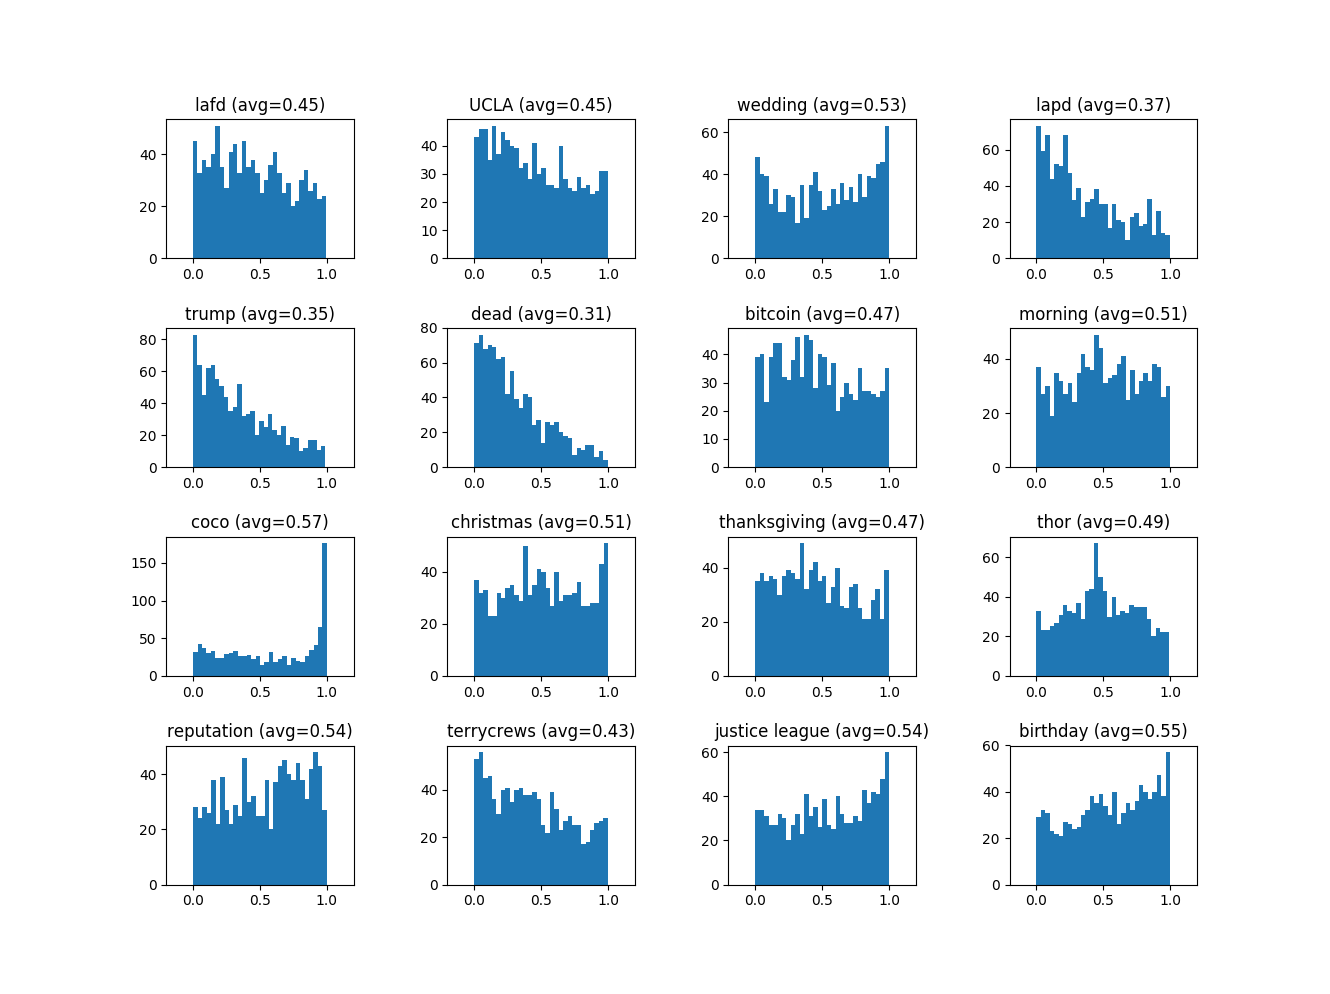 lafd (avg=0.45)
40
20
0
0.0 0.5 1.0
UCLA (avg=0.45)
40
30
20
10
0
0.0 0.5 1.0
wedding (avg=0.53)
60
40
20
0
0.0 0.5 1.0
lapd (avg=0.37)
60
40
20
0
0.0 0.5 1.0
trump (avg=0.35)
80
60
40
20
0
0.0 0.5 1.0
dead (avg=0.31)
80
60
40
20
0
0.0 0.5 1.0
bitcoin (avg=0.47)
40
30
20
10
0
0.0 0.5 1.0
morning (avg=0.51)
40
20
0
0.0 0.5 1.0
coco (avg=0.57)
150
100
50
0
0.0 0.5 1.0
christmas (avg=0.51)
40
20
0
0.0 0.5 1.0
thanksgiving (avg=0.47)
40
20
0
0.0 0.5 1.0
thor (avg=0.49)
60
40
20
0
0.0 0.5 1.0
reputation (avg=0.54)
40
20
0
0.0 0.5 1.0
terrycrews (avg=0.43)
40
20
0
0.0 0.5 1.0
justice league (avg=0.54)
60
40
20
0
0.0 0.5 1.0
birthday (avg=0.55)
60
40
20
0
0.0 0.5 1.0